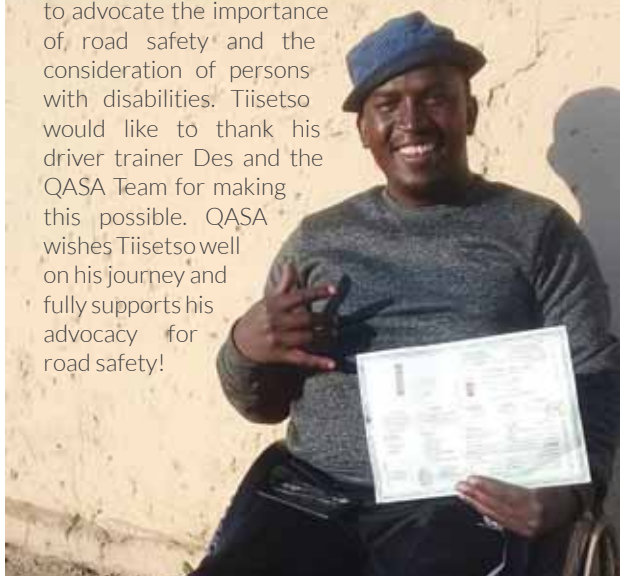 to advocate the importance
of road safety and the
consideration of persons
with disabilities. Tiisetso
would like to thank his
driver trainer Des and the
QASA Team for making
this possible. QASA
wishes Tiisetso well
on his journey and
fully supports his
advocacy for
road safety!